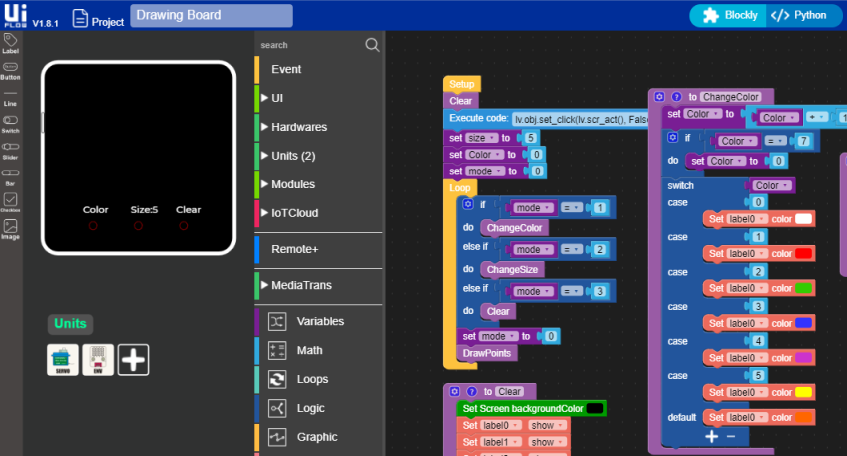 Ui
FLOW
V1.8.1
Project
Drawing Board
Blockly
</> Python
Label
Button
Line
Switch
Slider
Bar
Checkbox
Image
Color Size:5 Clear
Units
SERVO
ENV
search
Event
UI
Hardwares
Units (2)
Modules
IoTCloud
Remote+
MediaTrans
Variables
Math
Loops
Logic
Graphic
Setup
Clear
Execute code: lv.obj.set_click(lv.scr_act(), Fals
set size to 5
set Color to 0
set mode to 0
Loop
if mode = 1
do ChangeColor
else if mode = 2
do ChangeSize
else if mode = 3
do Clear
set mode to 0
DrawPoints
to Clear
Set Screen backgroundColor
Set label0 show
Set label1 show
to ChangeColor
set Color to Color + 1
if Color = 7
do set Color to 0
switch Color
case 0
Set label0 color
case 1
Set label0 color
case 2
Set label0 color
case 3
Set label0 color
case 4
Set label0 color
case 5
Set label0 color
default Set label0 color